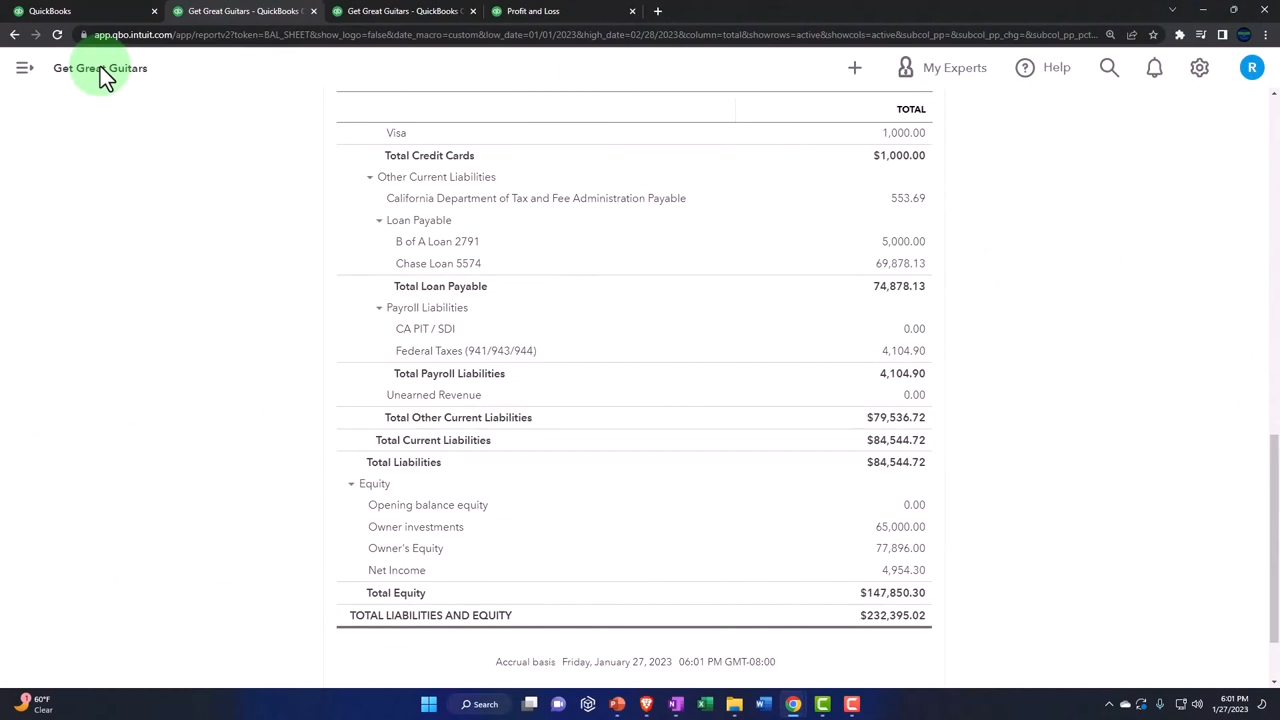 QuickBooks
Get Great Guitars - QuickBooks C
Get Great Guitars - QuickBooks C
Profit and Loss
app.qbo.intuit.com/app/reportv2?token=BAL_SHEET&show_logo=false&date_macro=custom&low_date=01/01/2023&high_date=02/28/2023&column=total&showrows=active&showcols=active&subcol_pp=&subcol_pp_chg=&subcol_pp_pct...
Get Great Guitars
My Experts
Help
R
TOTAL
Visa 1,000.00
Total Credit Cards $1,000.00
Other Current Liabilities
California Department of Tax and Fee Administration Payable 553.69
Loan Payable
B of A Loan 2791 5,000.00
Chase Loan 5574 69,878.13
Total Loan Payable 74,878.13
Payroll Liabilities
CA PIT / SDI 0.00
Federal Taxes (941/943/944) 4,104.90
Total Payroll Liabilities 4,104.90
Unearned Revenue 0.00
Total Other Current Liabilities $79,536.72
Total Current Liabilities $84,544.72
Total Liabilities $84,544.72
Equity
Opening balance equity 0.00
Owner investments 65,000.00
Owner's Equity 77,896.00
Net Income 4,954.30
Total Equity $147,850.30
TOTAL LIABILITIES AND EQUITY $232,395.02
Accrual basis Friday, January 27, 2023 06:01 PM GMT-08:00
60°F
Clear
Search
6:01 PM
1/27/2023